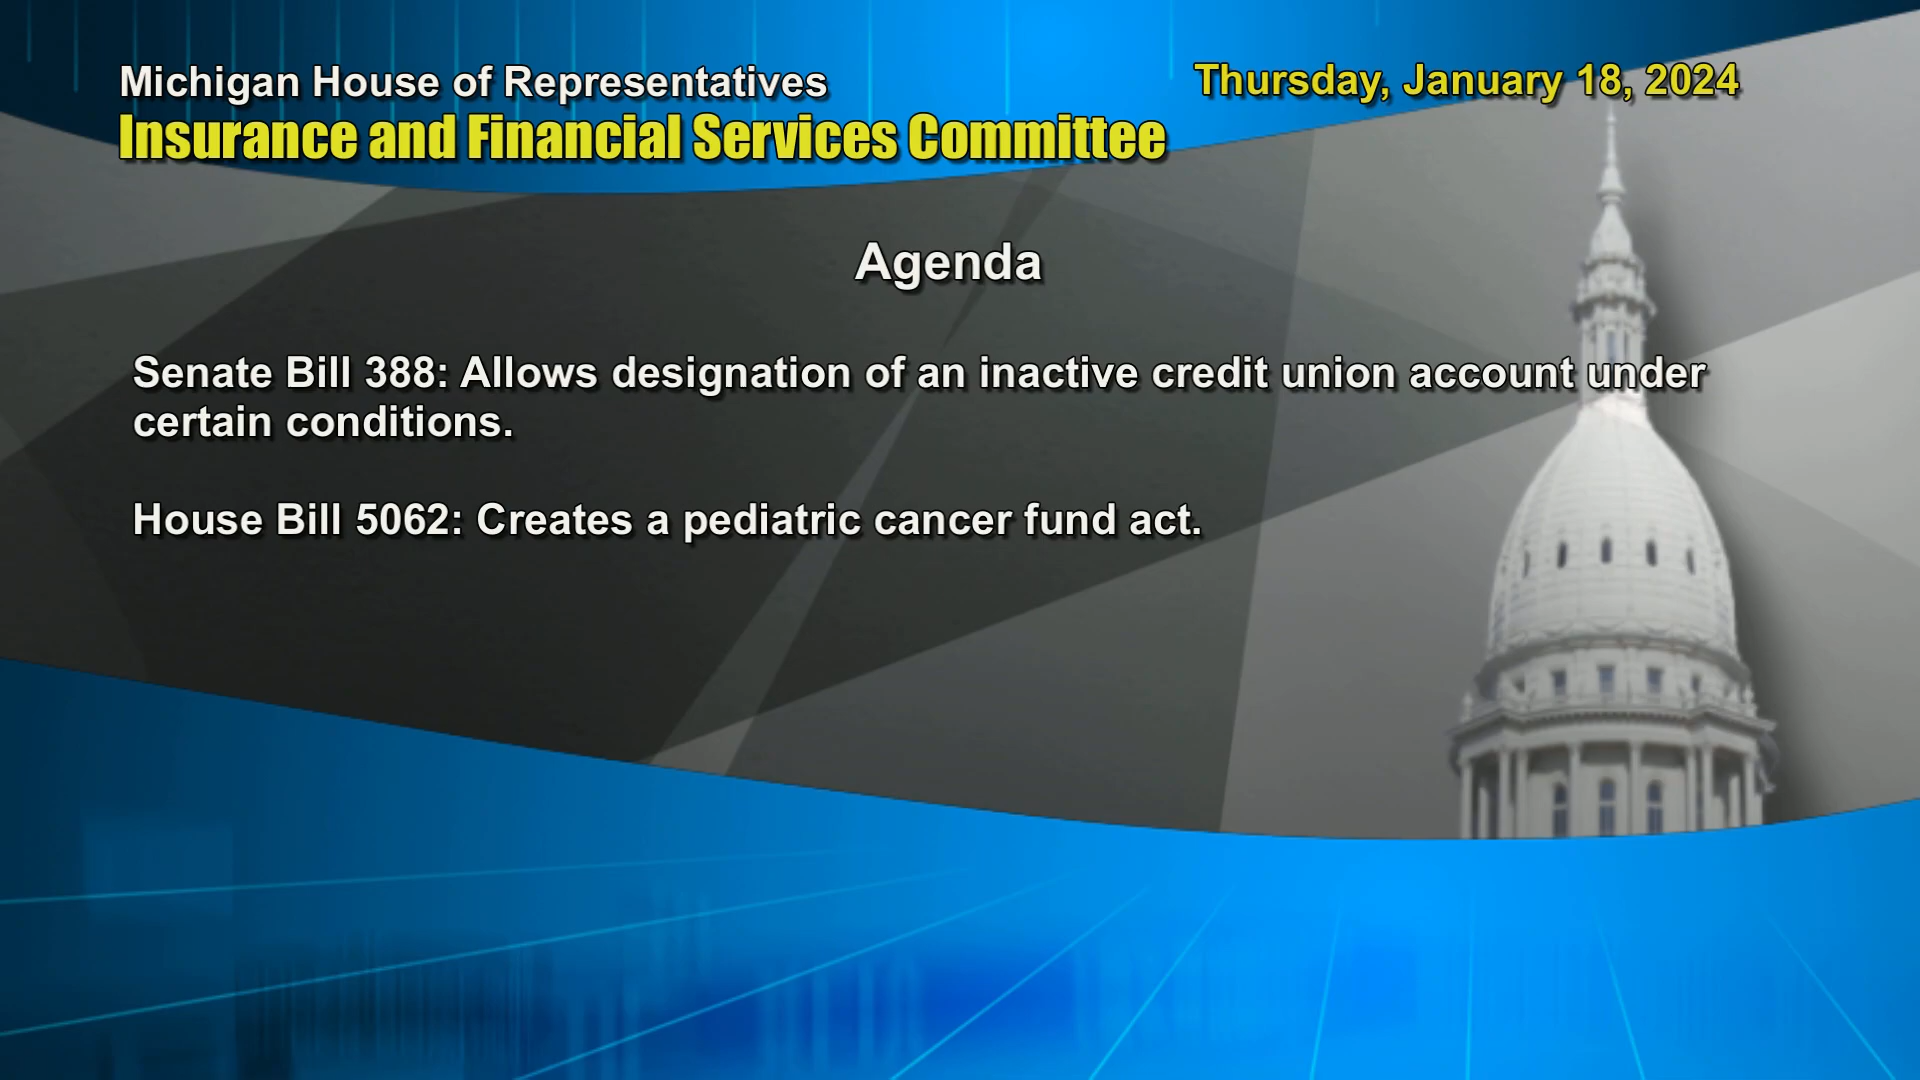 Michigan House of Representatives
Thursday, January 18, 2024
Insurance and Financial Services Committee
Agenda
Senate Bill 388: Allows designation of an inactive credit union account under
certain conditions.
House Bill 5062: Creates a pediatric cancer fund act.